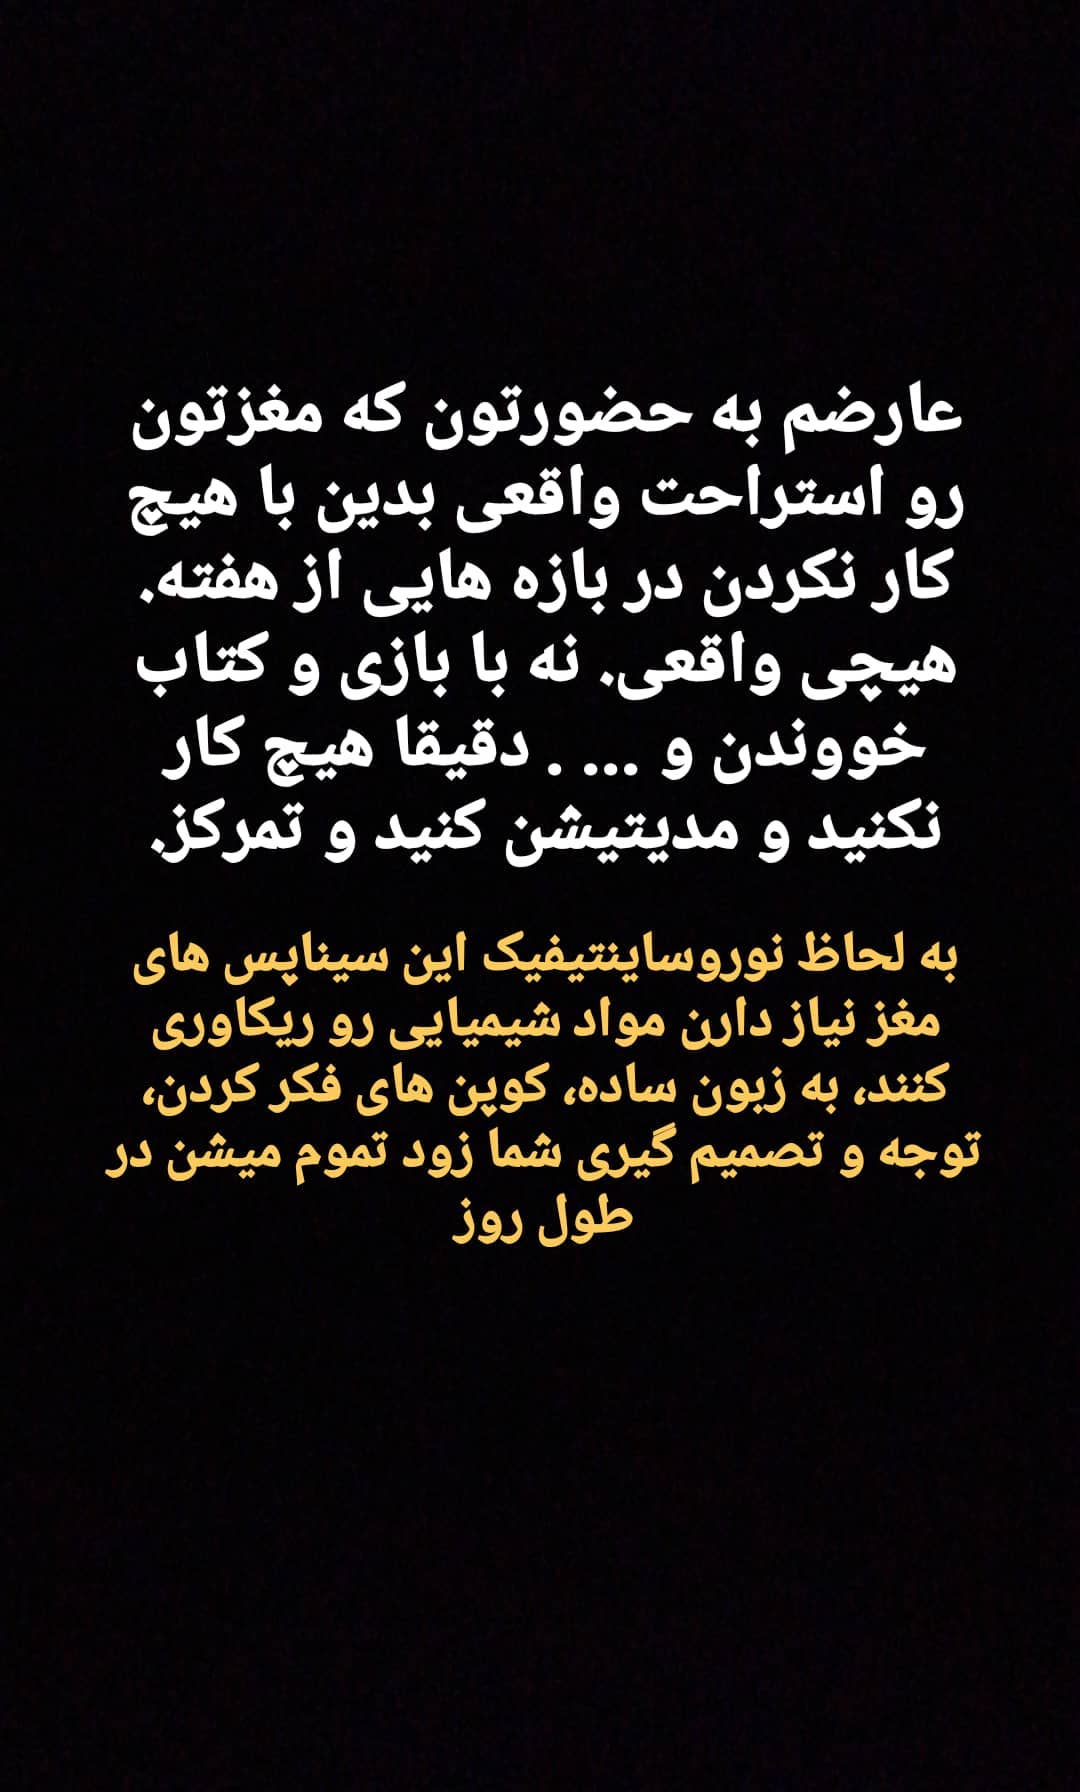 عارضم به حضورتون که مغزتون
رو استراحت واقعی بدین با هیچ
کار نکردن در بازه هایی از هفته.
هیچی واقعی. نه با بازی و کتاب
خووندن و ... . دقیقا هیچ کار
نکنید و مدیتیشن کنید و تمرکز.
به لحاظ نوروساینتیفیک این سیناپس های
مغز نیاز دارن مواد شیمیایی رو ریکاوری
کنند، به زبون ساده، کوپن های فکر کردن،
توجه و تصمیم گیری شما زود تموم میشن در
طول روز